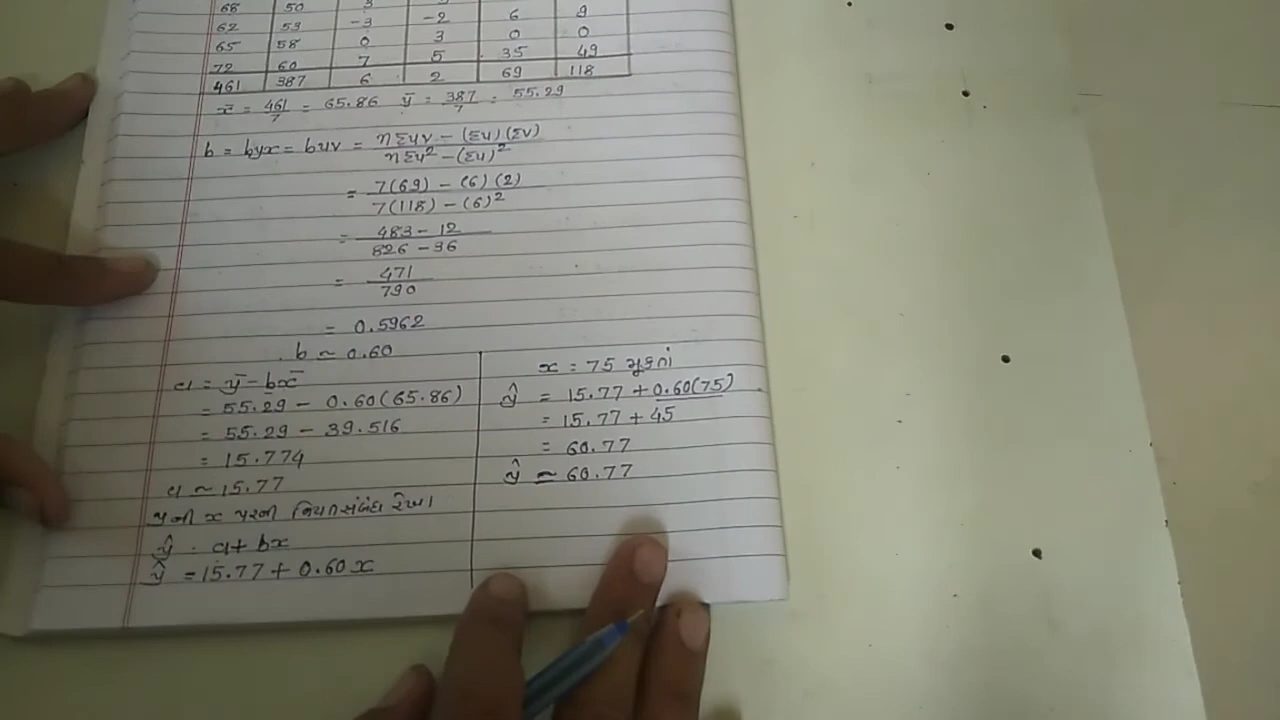 68 50 3
62 53 -3 -2 6 9
65 58 0 3 0 0
72 60 7 5 35 49
461 387 6 2 69 118
x̄ = 461/7 = 65.86 ȳ = 387/7 = 55.29
b = byx = buv = nΣuv - (Σu)(Σv) / nΣu² - (Σu)²
= 7(69) - (6)(2) / 7(118) - (6)²
= 483 - 12 / 826 - 36
= 471 / 790
= 0.5962
b ~ 0.60
a = ȳ - bx̄
= 55.29 - 0.60(65.86)
= 55.29 - 39.516
= 15.774
a ~ 15.77
yની x પરની નિયતસંબંધ રેખા
ŷ = a + bx
ŷ = 15.77 + 0.60x
x = 75 મૂકતાં
ŷ = 15.77 + 0.60(75)
= 15.77 + 45
= 60.77
ŷ ~ 60.77